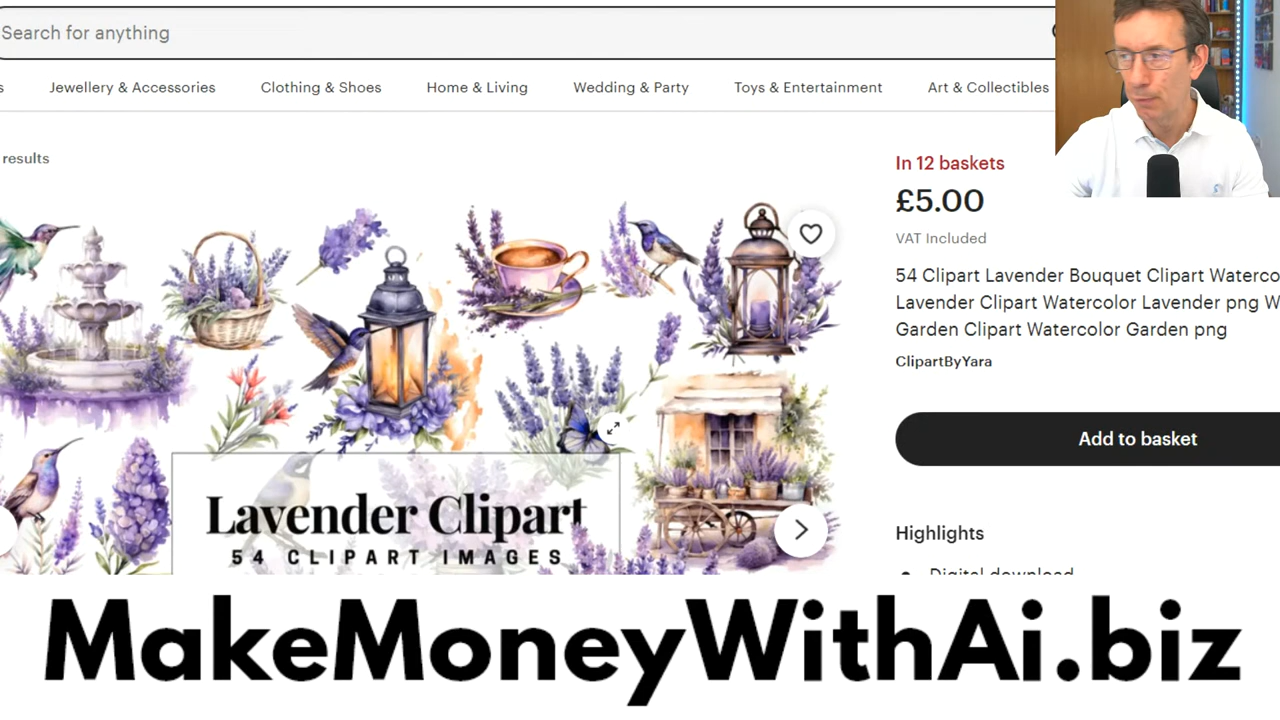 Search for anything
s Jewellery & Accessories Clothing & Shoes Home & Living Wedding & Party Toys & Entertainment Art & Collectibles
results
In 12 baskets
£5.00
VAT Included
54 Clipart Lavender Bouquet Clipart Waterco
Lavender Clipart Watercolor Lavender png W
Garden Clipart Watercolor Garden png
ClipartByYara
Add to basket
Lavender Clipart
54 CLIPART IMAGES
Highlights
Digital download
MakeMoneyWithAi.biz